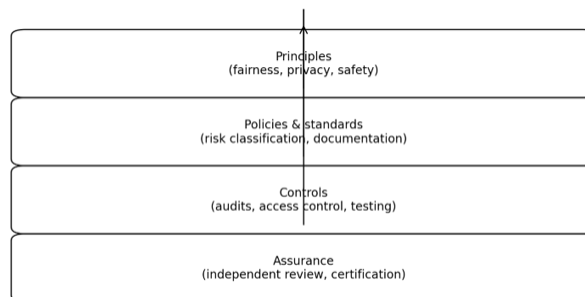 Principles
(fairness, privacy, safety)
Policies & standards
(risk classification, documentation)
Controls
(audits, access control, testing)
Assurance
(independent review, certification)